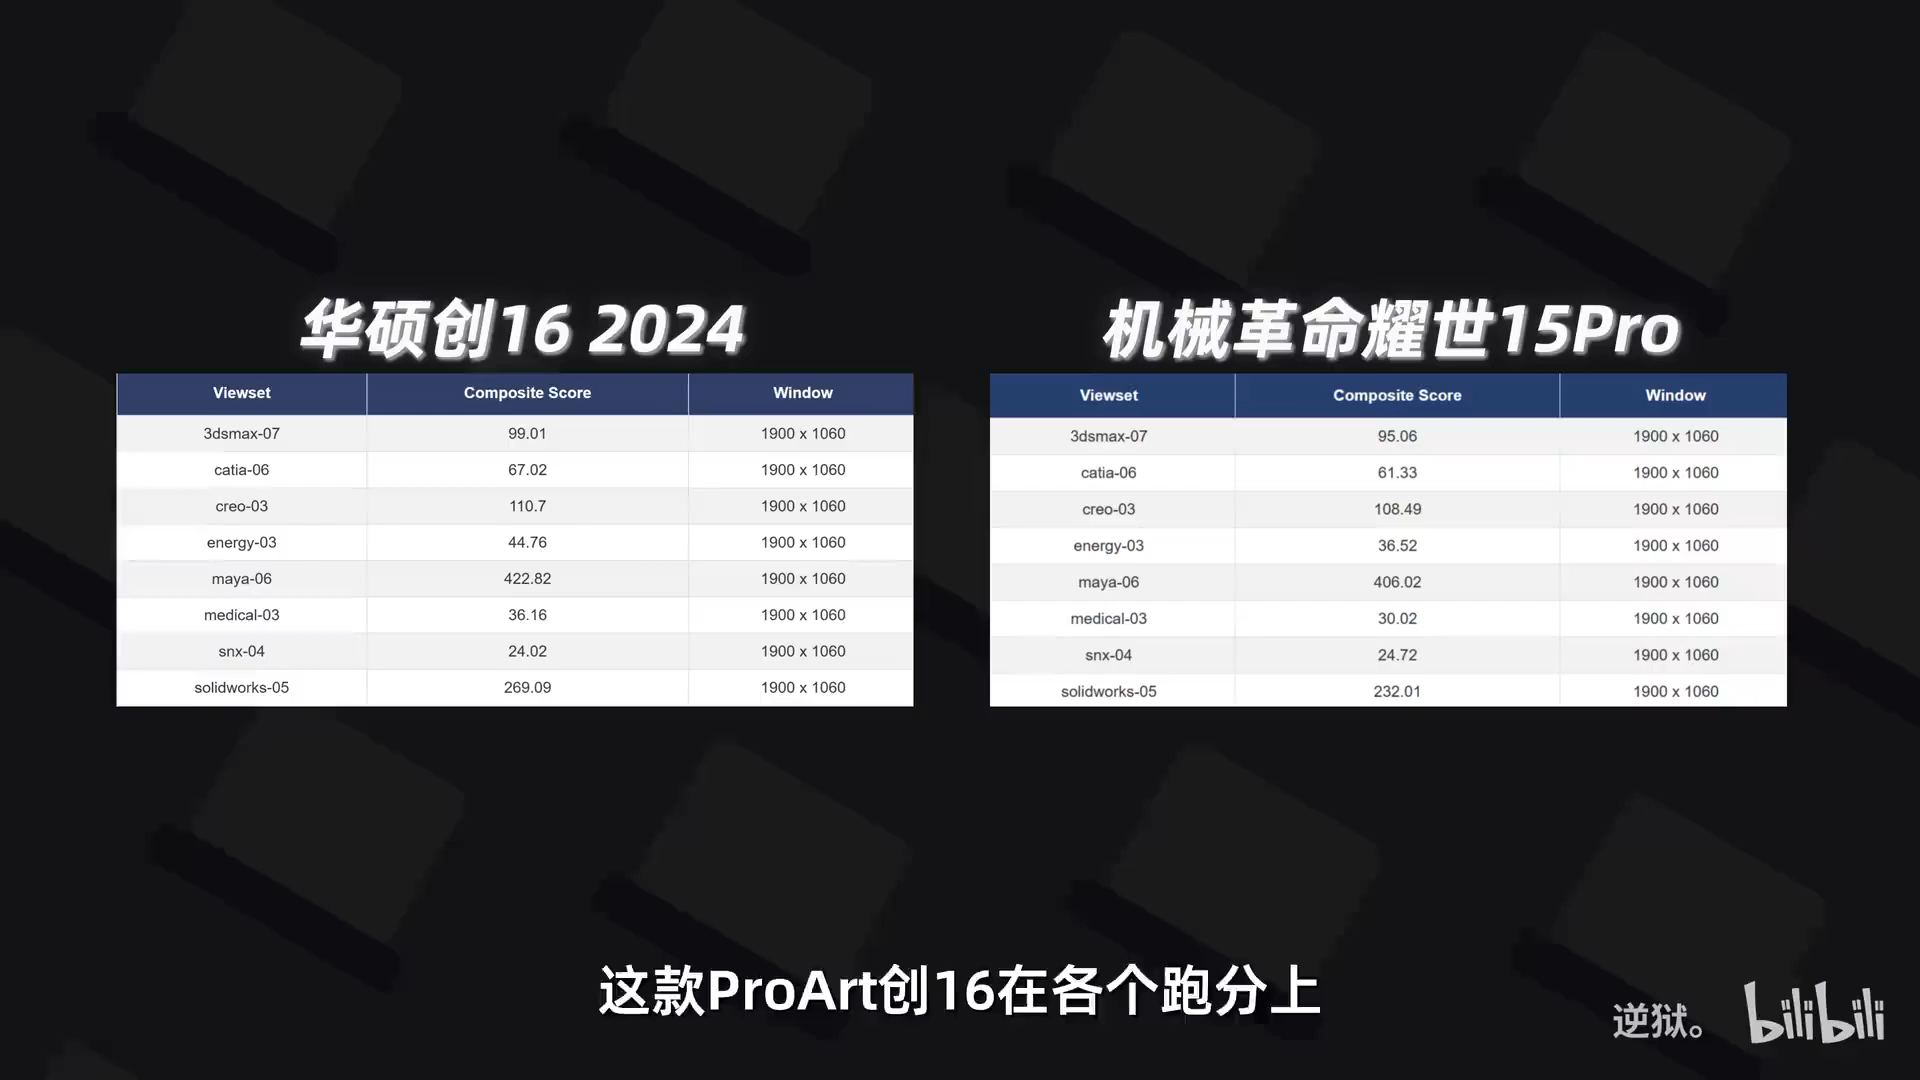 华硕创16 2024
Viewset Composite Score Window
3dsmax-07 99.01 1900 x 1060
catia-06 67.02 1900 x 1060
creo-03 110.7 1900 x 1060
energy-03 44.76 1900 x 1060
maya-06 422.82 1900 x 1060
medical-03 36.16 1900 x 1060
snx-04 24.02 1900 x 1060
solidworks-05 269.09 1900 x 1060
机械革命耀世15Pro
Viewset Composite Score Window
3dsmax-07 95.06 1900 x 1060
catia-06 61.33 1900 x 1060
creo-03 108.49 1900 x 1060
energy-03 36.52 1900 x 1060
maya-06 406.02 1900 x 1060
medical-03 30.02 1900 x 1060
snx-04 24.72 1900 x 1060
solidworks-05 232.01 1900 x 1060
这款ProArt创16在各个跑分上
逆狱。 bilibili